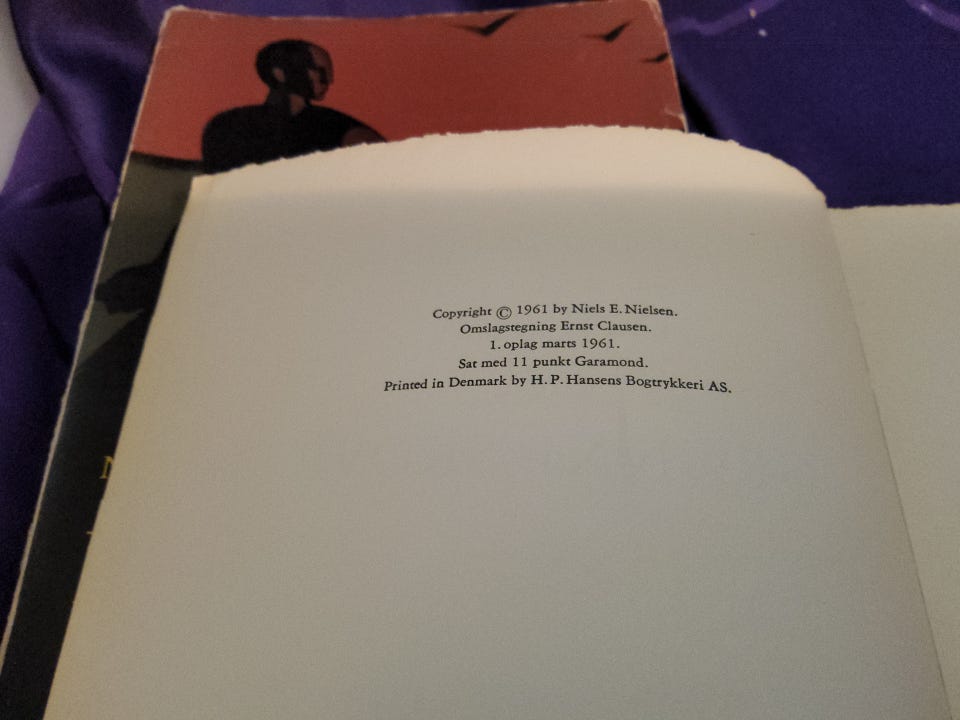 Copyright © 1961 by Niels E. Nielsen.
Omslagstegning Ernst Clausen.
1. oplag marts 1961.
Sat med 11 punkt Garamond.
Printed in Denmark by H. P. Hansens Bogtrykkeri AS.
N